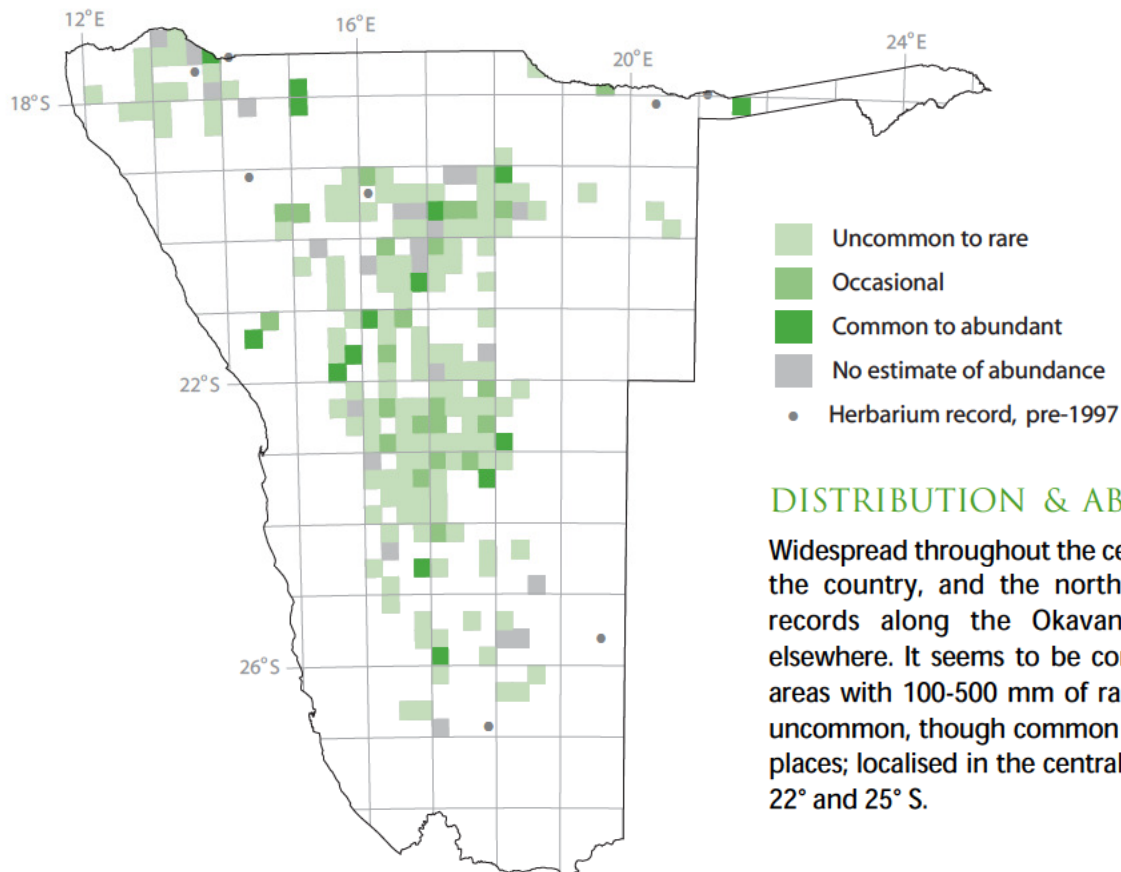 12°E
16°E
20°E
24°E
18°S
22°S
26°S
Uncommon to rare
Occasional
Common to abundant
No estimate of abundance
Herbarium record, pre-1997
DISTRIBUTION & AB
Widespread throughout the ce
the country, and the north
records along the Okavan
elsewhere. It seems to be co
areas with 100-500 mm of ra
uncommon, though common
places; localised in the central
22° and 25° S.